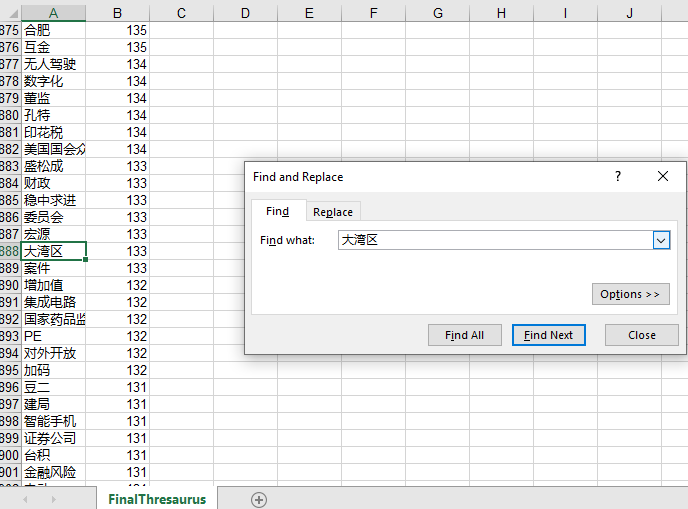 A B C D E F G H I J
875 合肥 135
876 互金 135
877 无人驾驶 134
878 数字化 134
879 董监 134
880 孔特 134
881 印花税 134
882 美国国会众 134
883 盛松成 133
884 财政 133
885 稳中求进 133
886 委员会 133
887 宏源 133
888 大湾区 133
889 案件 133
890 增加值 132
891 集成电路 132
892 国家药品监 132
893 PE 132
894 对外开放 132
895 加码 132
896 豆二 131
897 建局 131
898 智能手机 131
899 证券公司 131
900 台积 131
901 金融风险 131
Find and Replace ? ×
Find Replace
Find what: 大湾区
Options >>
Find All Find Next Close
FinalThresaurus